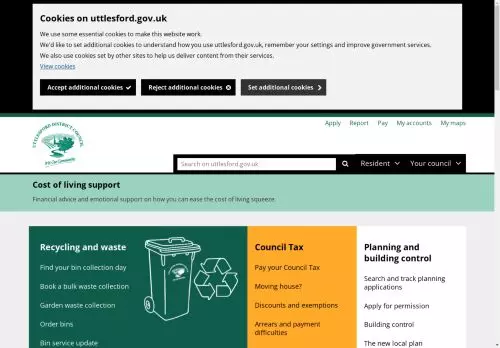 Cookies on uttlesford.gov.uk
We use some essential cookies to make this website work.
We'd like to set additional cookies to understand how you use uttlesford.gov.uk, remember your settings and improve government services.
We also use cookies set by other sites to help us deliver content from their services.
View cookies
Accept additional cookies
Reject additional cookies
Set additional cookies
Apply
Report
Pay
My accounts
My maps
UTTLESFORD DISTRICT COUNCIL
Search on uttlesford.gov.uk
Resident
Your council
Cost of living support
Financial advice and emotional support on how you can ease the cost of living squeeze.
Recycling and waste
Find your bin collection day
Book a bulk waste collection
Garden waste collection
Order bins
Bin service update
Council Tax
Pay your Council Tax
Moving house?
Discounts and exemptions
Arrears and payment
difficulties
Planning and
building control
Search and track planning
applications
Apply for permission
Building control
The new local plan